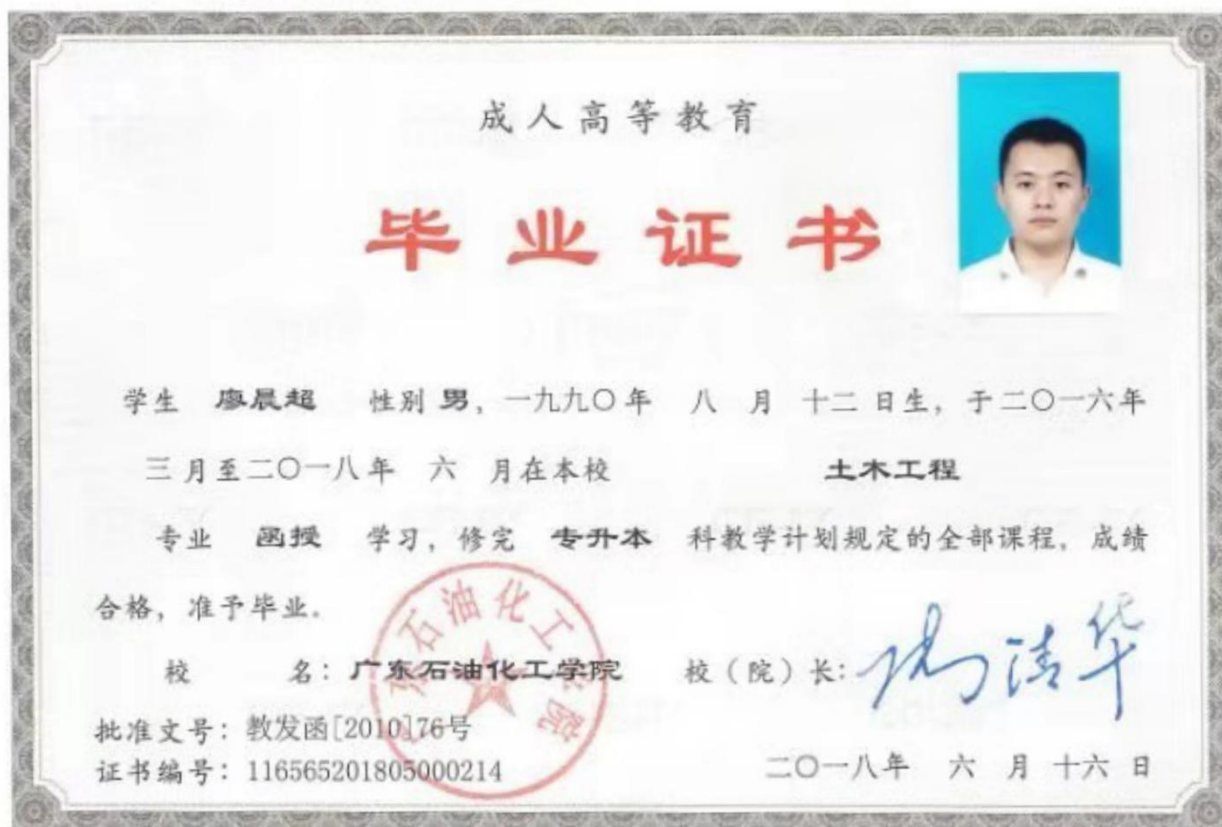 成人高等教育
毕业证书
学生 廖晨超 性别 男，一九九〇年 八 月 十二 日生，于二〇一六年
三月至二〇一八年 六 月在本校 土木工程
专业 函授 学习，修完 专升本 科教学计划规定的全部课程，成绩
合格，准予毕业。
校 名：广东石油化工学院 校（院）长：
批准文号：教发函[2010]76号
证书编号：116565201805000214 二〇一八年 六 月 十六 日